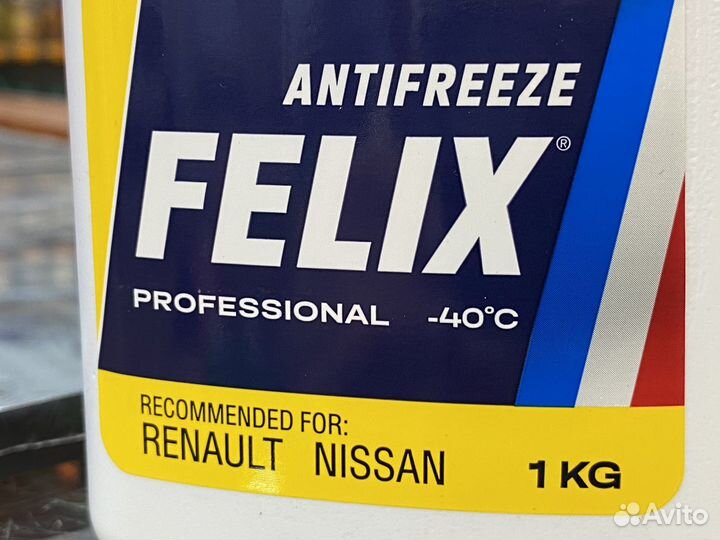 ANTIFREEZE
FELIX®
PROFESSIONAL -40°C
RECOMMENDED FOR:
RENAULT NISSAN 1 KG
Avito